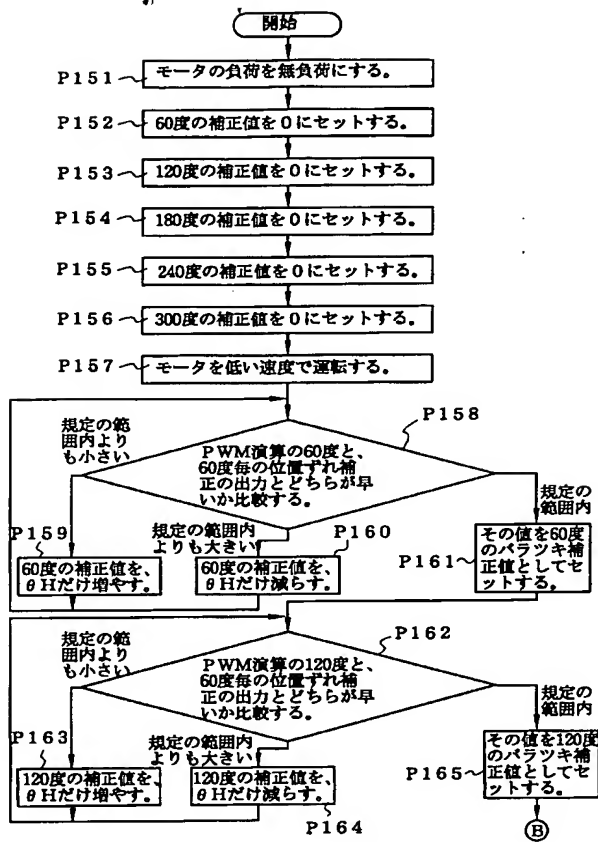 開始
P151
モータの負荷を無負荷にする。
P152
60度の補正値を0にセットする。
P153
120度の補正値を0にセットする。
P154
180度の補正値を0にセットする。
P155
240度の補正値を0にセットする。
P156
300度の補正値を0にセットする。
P157
モータを低い速度で運転する。
P158
規定の範
囲内より
も小さい
PWM演算の60度と、
60度毎の位置ずれ補
正の出力とどちらが早
いか比較する。
規定の
範囲内
P159
規定の範囲内
よりも大きい
P160
60度の補正値を、
θHだけ増やす。
60度の補正値を、
θHだけ減らす。
P161
その値を60度
のバラツキ補
正値としてセ
ットする。
P162
規定の範
囲内より
も小さい
PWM演算の120度と、
60度毎の位置ずれ補
正の出力とどちらが早
いか比較する。
規定の
範囲内
P163
規定の範囲内
よりも大きい
120度の補正値を、
θHだけ増やす。
120度の補正値を、
θHだけ減らす。
P164
P165
その値を120度
のバラツキ補
正値としてセ
ットする。
B